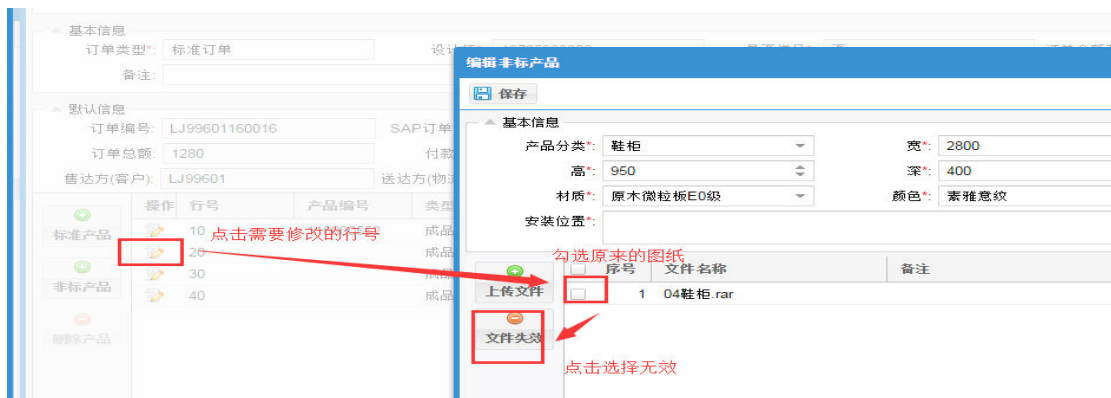 基本信息
订单类型*: 标准订单
备注:
默认信息
订单编号: LJ99601160016
SAP订单
订单总额: 1280
付款
售达方(客户): LJ99601
送达方(物
操作 行号 产品编号 类型
标准产品
非标产品
删除产品
10 成品
20 成品
30 成品
40 成品
点击需要修改的行号
编辑非标产品
保存
基本信息
产品分类*: 鞋柜 宽*: 2800
高*: 950 深*: 400
材质*: 原木微粒板E0级 颜色*: 素雅意纹
安装位置*:
勾选原来的图纸
上传文件
文件失效
序号 文件名称 备注
1 04鞋柜.rar
点击选择无效